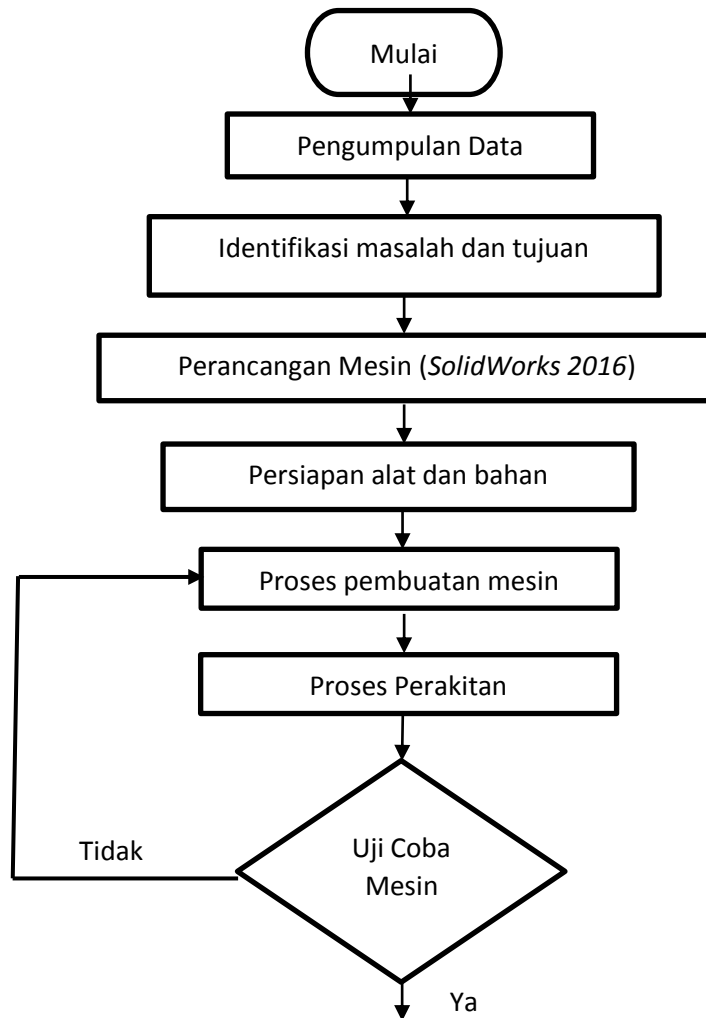 Mulai
Pengumpulan Data
Identifikasi masalah dan tujuan
Perancangan Mesin (SolidWorks 2016)
Persiapan alat dan bahan
Proses pembuatan mesin
Proses Perakitan
Tidak
Uji Coba
Mesin
Ya